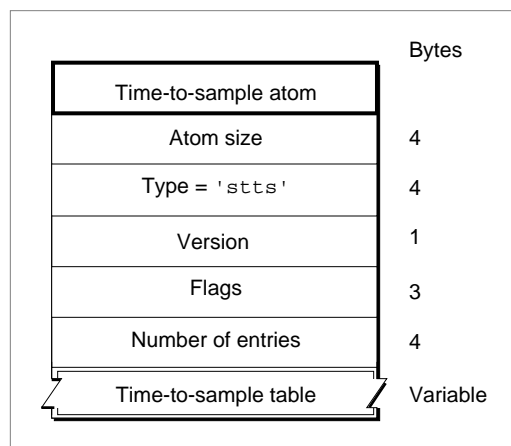 Bytes
Time-to-sample atom
Atom size 4
Type = 'stts' 4
Version 1
Flags 3
Number of entries 4
Time-to-sample table Variable